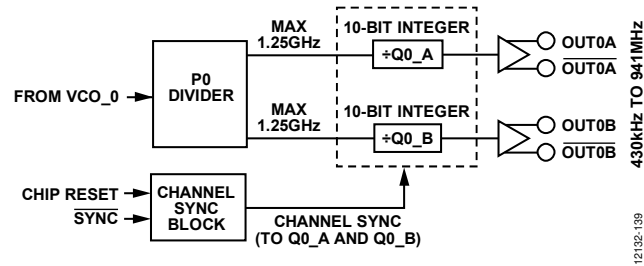 MAX
1.25GHz
10-BIT INTEGER
÷Q0_A
OUT0A
OUT0A
P0
DIVIDER
FROM VCO_0
MAX
1.25GHz
10-BIT INTEGER
÷Q0_B
OUT0B
OUT0B
430kHz TO 941MHz
CHIP RESET
SYNC
CHANNEL
SYNC
BLOCK
CHANNEL SYNC
(TO Q0_A AND Q0_B)
12132-139